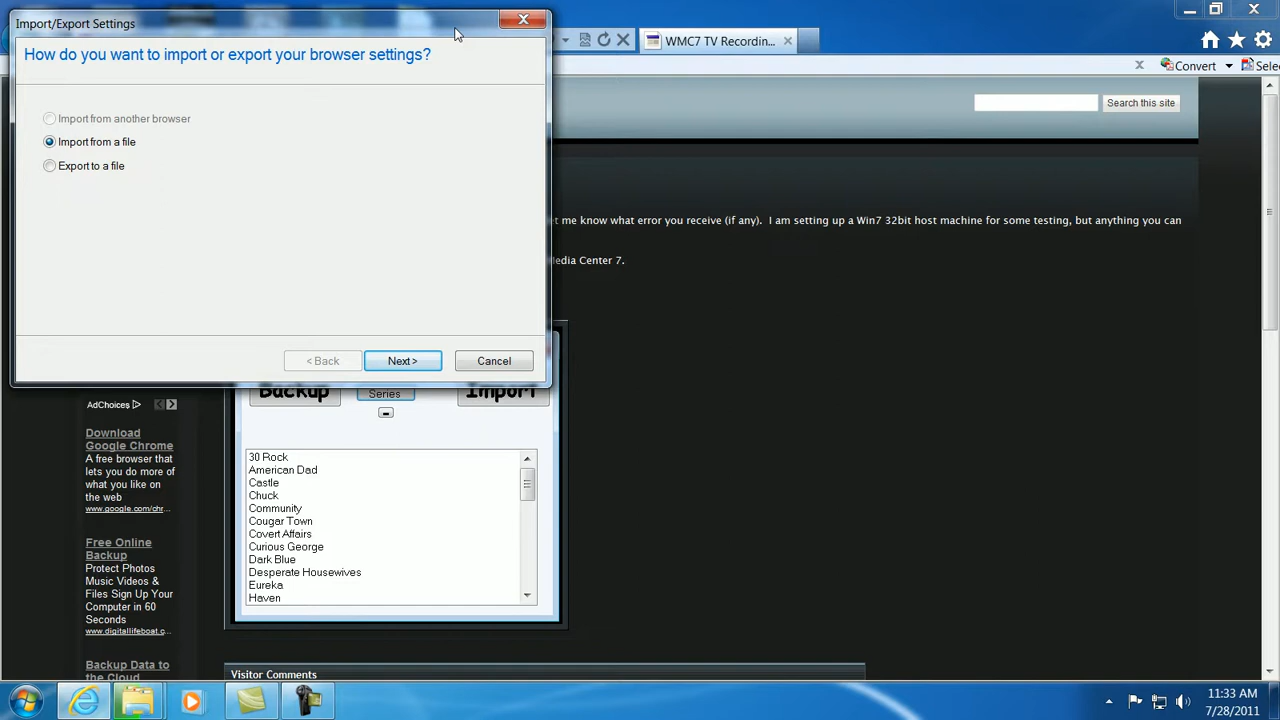 Import/Export Settings
How do you want to import or export your browser settings?
Import from another browser
Import from a file
Export to a file
< Back
Next >
Cancel
WMC7 TV Recordin...
Convert
Selec
Search this site
t me know what error you receive (if any). I am setting up a Win7 32bit host machine for some testing, but anything you can
edia Center 7.
Backup
Series
Import
AdChoices
Download
Google Chrome
A free browser that
lets you do more of
what you like on
the web
www.google.com/chr...
Free Online
Backup
Protect Photos
Music Videos &
Files Sign Up Your
Computer in 60
Seconds
www.digitallifeboat.c...
Backup Data to
the Cloud
30 Rock
American Dad
Castle
Chuck
Community
Cougar Town
Covert Affairs
Curious George
Dark Blue
Desperate Housewives
Eureka
Haven
Visitor Comments
11:33 AM
7/28/2011